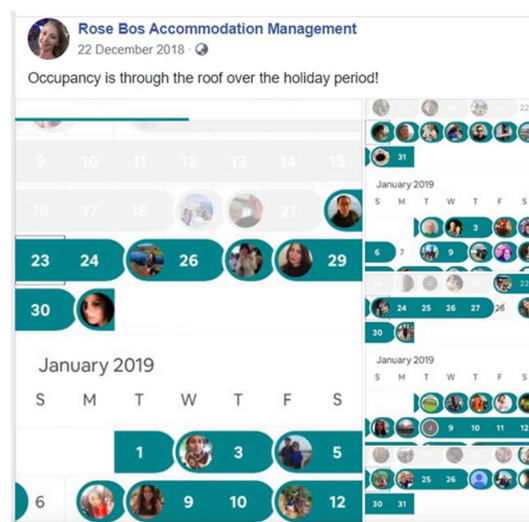 Rose Bos Accommodation Management
22 December 2018
Occupancy is through the roof over the holiday period!
9 10 11 12 13 14 15
16 17 18 21
23 24 26 29
30
January 2019
S M T W T F S
1 3 5
6 9 10 12
22
31
January 2019
S M T W T F S
3
6 7 9
22
24 25 26 27 28
30
January 2019
S M T W T F S
9 10 11 12
25 26
30 31